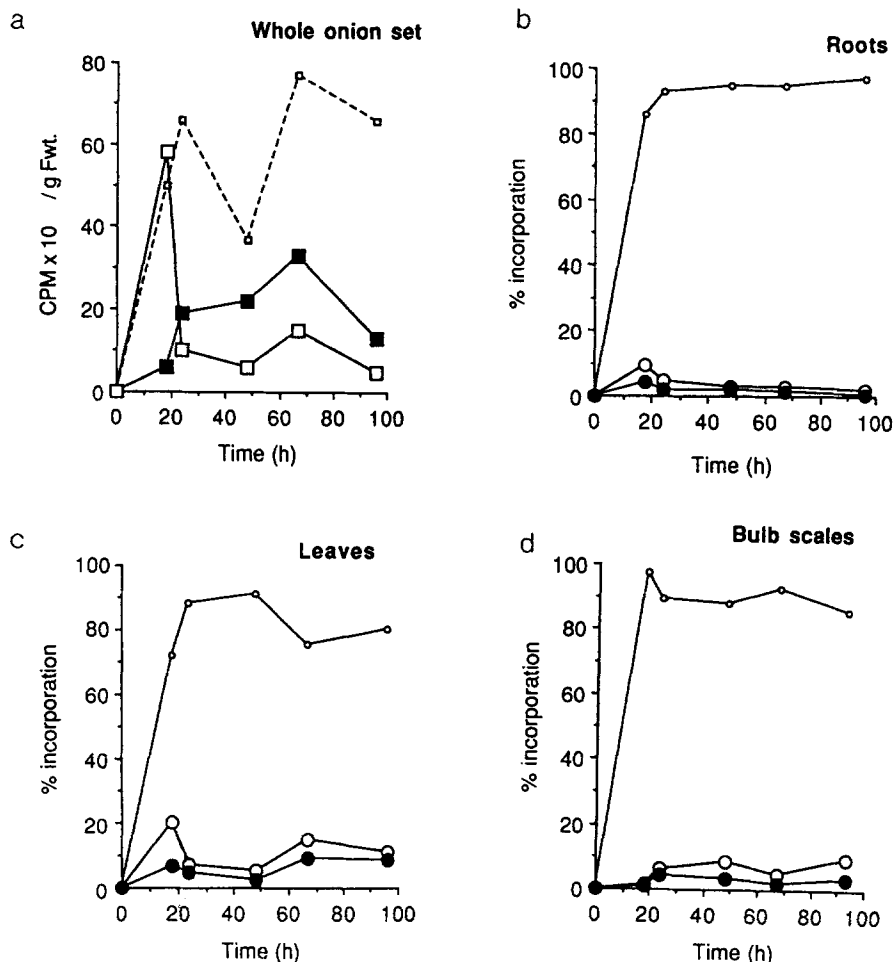 a
Whole onion set
80
60
40
20
0
CPM x 10 / g Fwt.
0 20 40 60 80 100
Time (h)
b
Roots
100
80
60
40
20
0
% incorporation
0 20 40 60 80 100
Time (h)
c
Leaves
100
80
60
40
20
0
% incorporation
0 20 40 60 80 100
Time (h)
d
Bulb scales
100
80
60
40
20
0
% incorporation
0 20 40 60 80 100
Time (h)